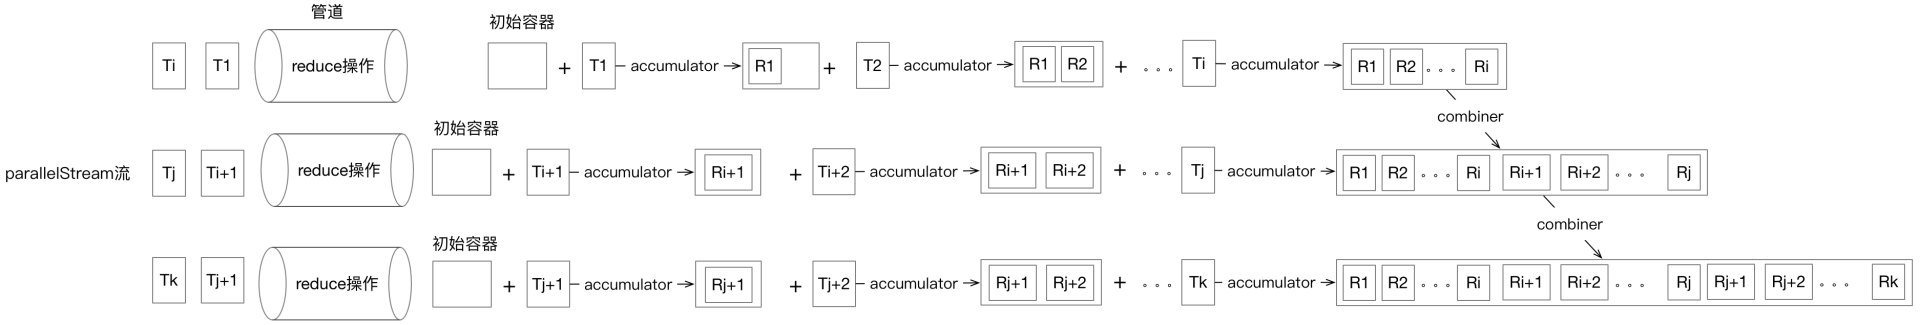 管道
初始容器
Ti T1 reduce操作 + T1 accumulator R1 + T2 accumulator R1 R2 + 。。。 Ti accumulator R1 R2 。。。 Ri
combiner
初始容器
parallelStream流 Tj Ti+1 reduce操作 + Ti+1 accumulator Ri+1 + Ti+2 accumulator Ri+1 Ri+2 + 。。。 Tj accumulator R1 R2 。。。 Ri Ri+1 Ri+2 。。。 Rj
combiner
初始容器
Tk Tj+1 reduce操作 + Tj+1 accumulator Rj+1 + Tj+2 accumulator Rj+1 Rj+2 + 。。。 Tk accumulator R1 R2 。。。 Ri Ri+1 Ri+2 。。。 Rj Rj+1 Rj+2 。。。 Rk